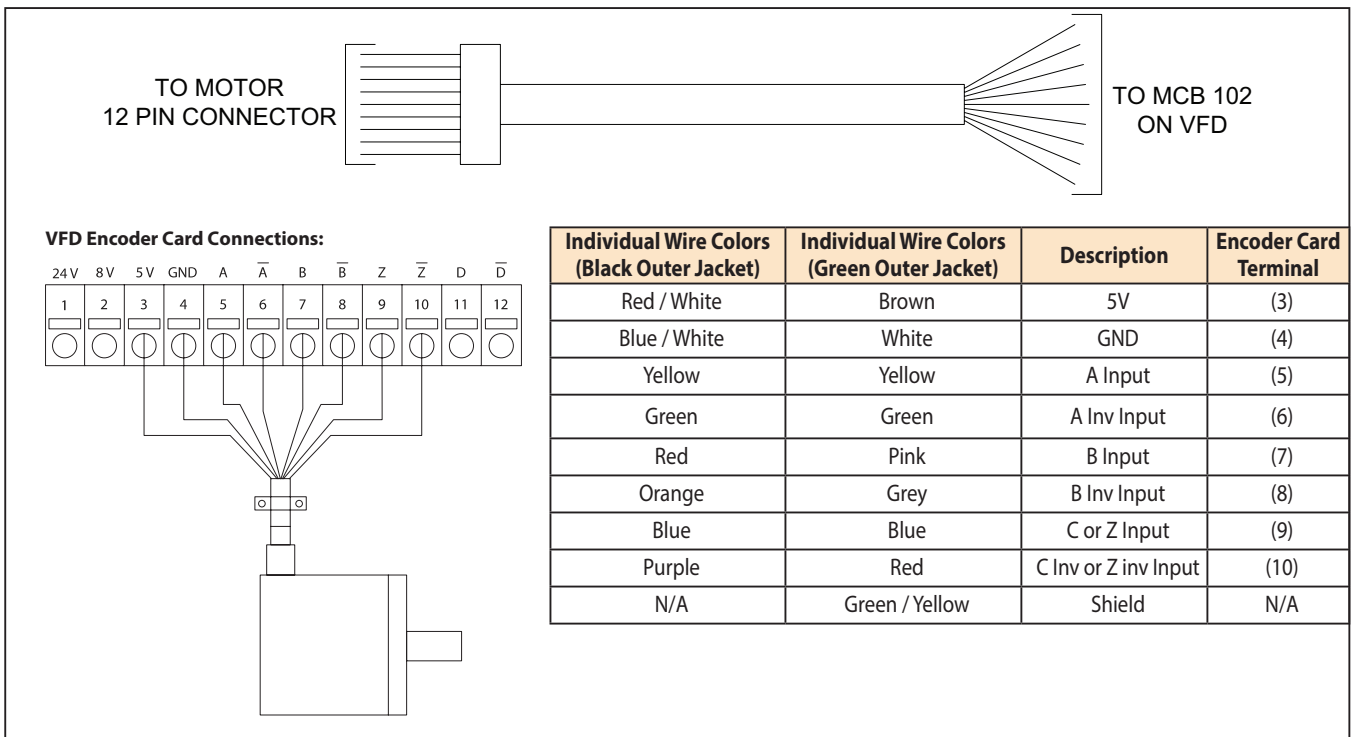 TO MOTOR
12 PIN CONNECTOR
TO MCB 102
ON VFD
VFD Encoder Card Connections:
24 V 8 V 5 V GND A A̅ B B̅ Z Z̅ D D̅
1 2 3 4 5 6 7 8 9 10 11 12
Individual Wire Colors (Black Outer Jacket) Individual Wire Colors (Green Outer Jacket) Description Encoder Card Terminal
Red / White Brown 5V (3)
Blue / White White GND (4)
Yellow Yellow A Input (5)
Green Green A Inv Input (6)
Red Pink B Input (7)
Orange Grey B Inv Input (8)
Blue Blue C or Z Input (9)
Purple Red C Inv or Z inv Input (10)
N/A Green / Yellow Shield N/A